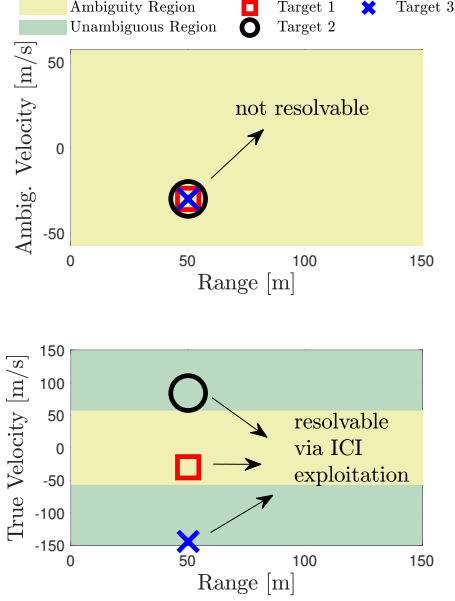 Ambiguity Region Target 1 Target 3
Unambiguous Region Target 2
Ambig. Velocity [m/s]
50
0
-50
not resolvable
0 50 100 150
Range [m]
True Velocity [m/s]
150
100
50
0
-50
-100
-150
resolvable
via ICI
exploitation
0 50 100 150
Range [m]